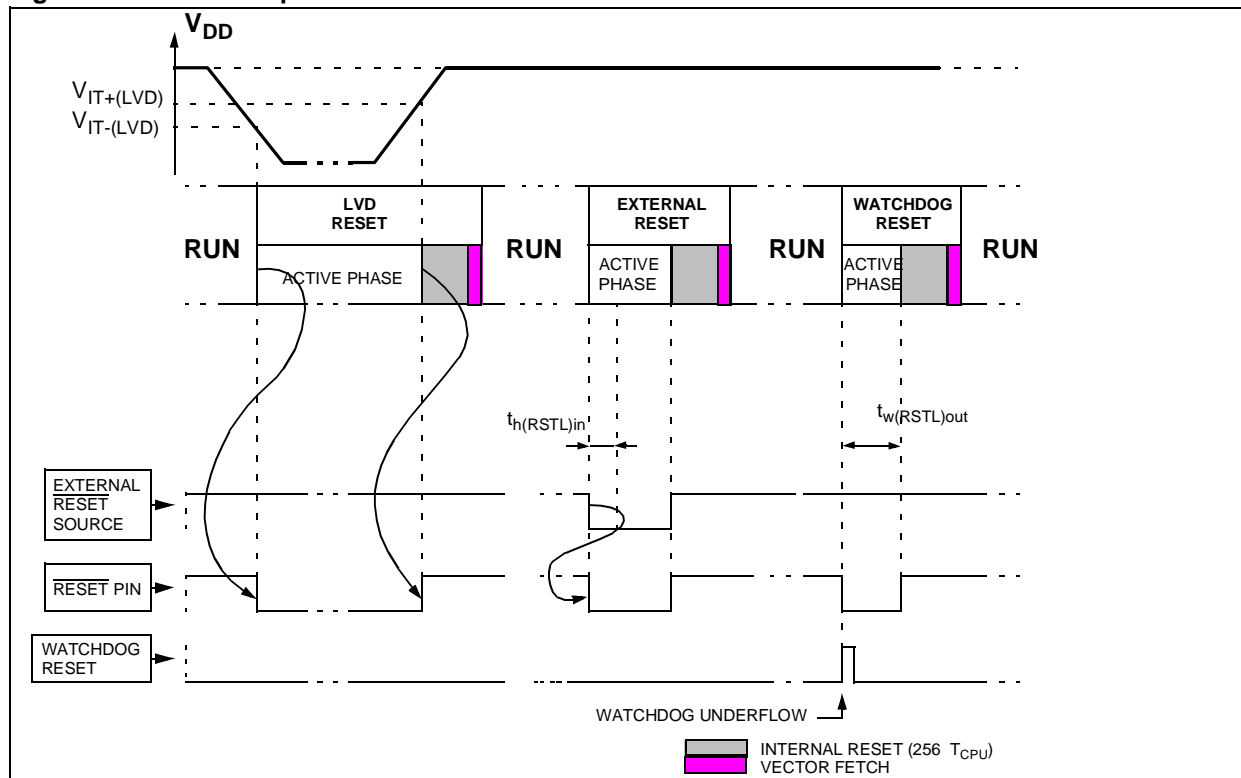 VDD
VIT+(LVD)
VIT-(LVD)
LVD
RESET
EXTERNAL
RESET
WATCHDOG
RESET
RUN
RUN
RUN
RUN
ACTIVE PHASE
ACTIVE
PHASE
ACTIVE
PHASE
th(RSTL)in
tw(RSTL)out
EXTERNAL
RESET
SOURCE
RESET PIN
WATCHDOG
RESET
WATCHDOG UNDERFLOW
INTERNAL RESET (256 TCPU)
VECTOR FETCH